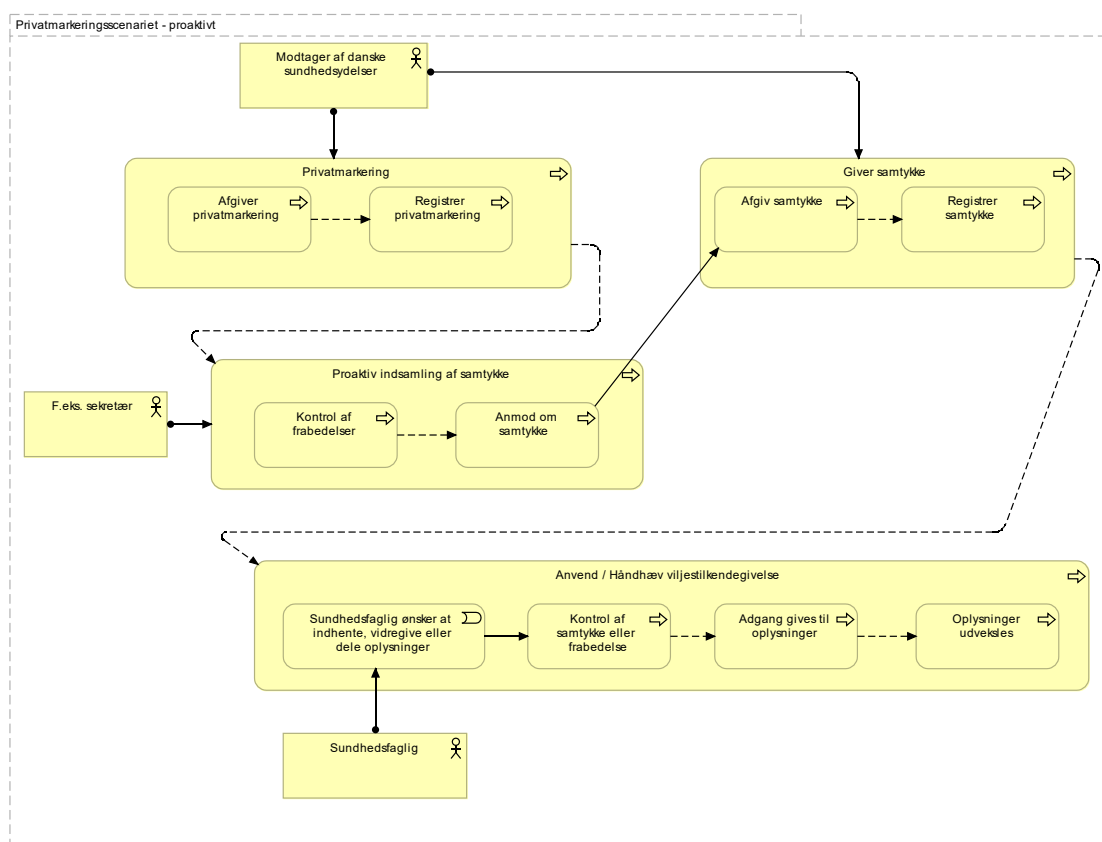 Privatmarkeringsscenariet - proaktivt
Modtager af danske
sundhedsydelser
Privatmarkering
Afgiver
privatmarkering
Registrer
privatmarkering
Giver samtykke
Afgiv samtykke
Registrer
samtykke
Proaktiv indsamling af samtykke
F.eks. sekretær
Kontrol af
frabedelser
Anmod om
samtykke
Anvend / Håndhæv viljestilkendegivelse
Sundhedsfaglig ønsker at
indhente, vidregive eller
dele oplysninger
Kontrol af
samtykke eller
frabedelse
Adgang gives til
oplysninger
Oplysninger
udveksles
Sundhedsfaglig